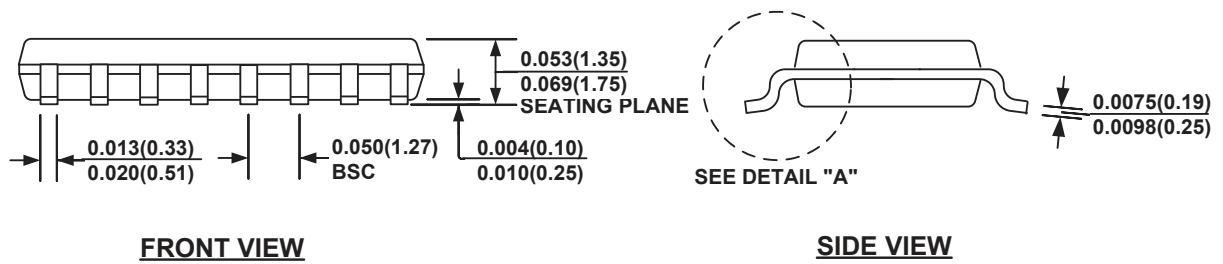 0.053(1.35)
0.069(1.75)
SEATING PLANE
0.013(0.33)
0.020(0.51)
0.050(1.27)
BSC
0.004(0.10)
0.010(0.25)
FRONT VIEW
0.0075(0.19)
0.0098(0.25)
SEE DETAIL "A"
SIDE VIEW